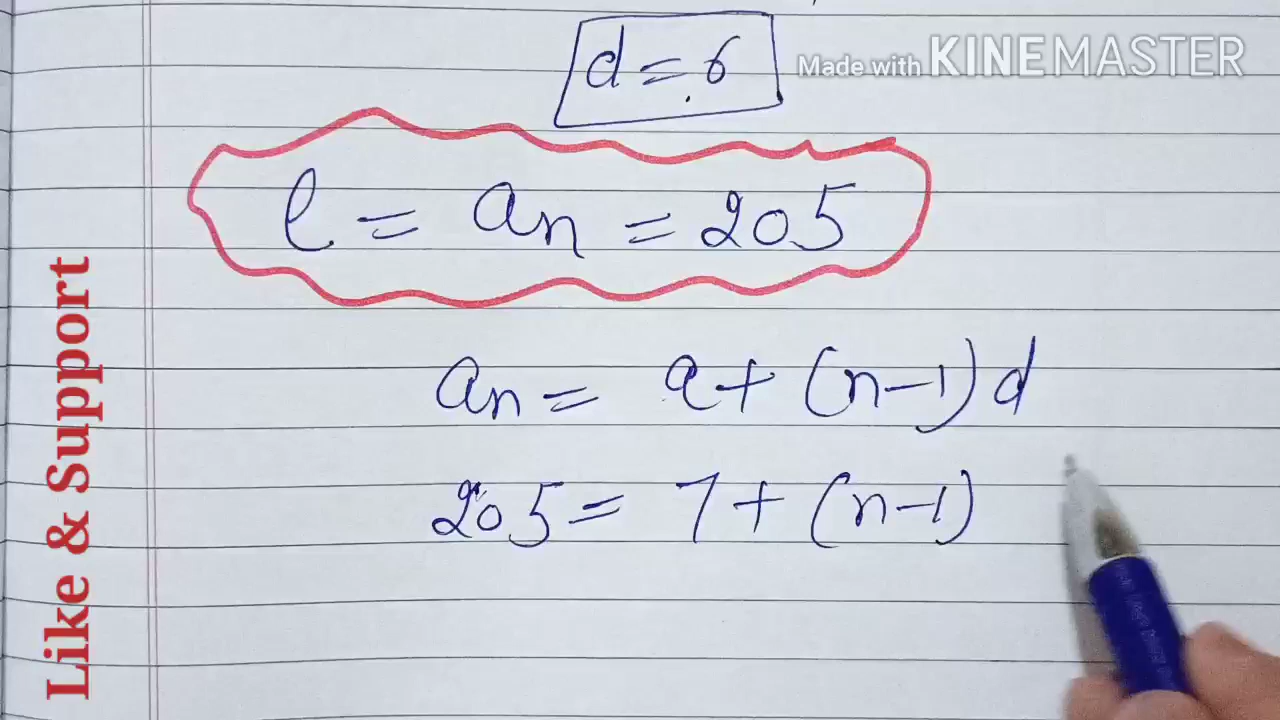 d = 6
Made with KINEMASTER
l = an = 205
an = a + (n-1) d
205 = 7 + (n-1)
Like & Support